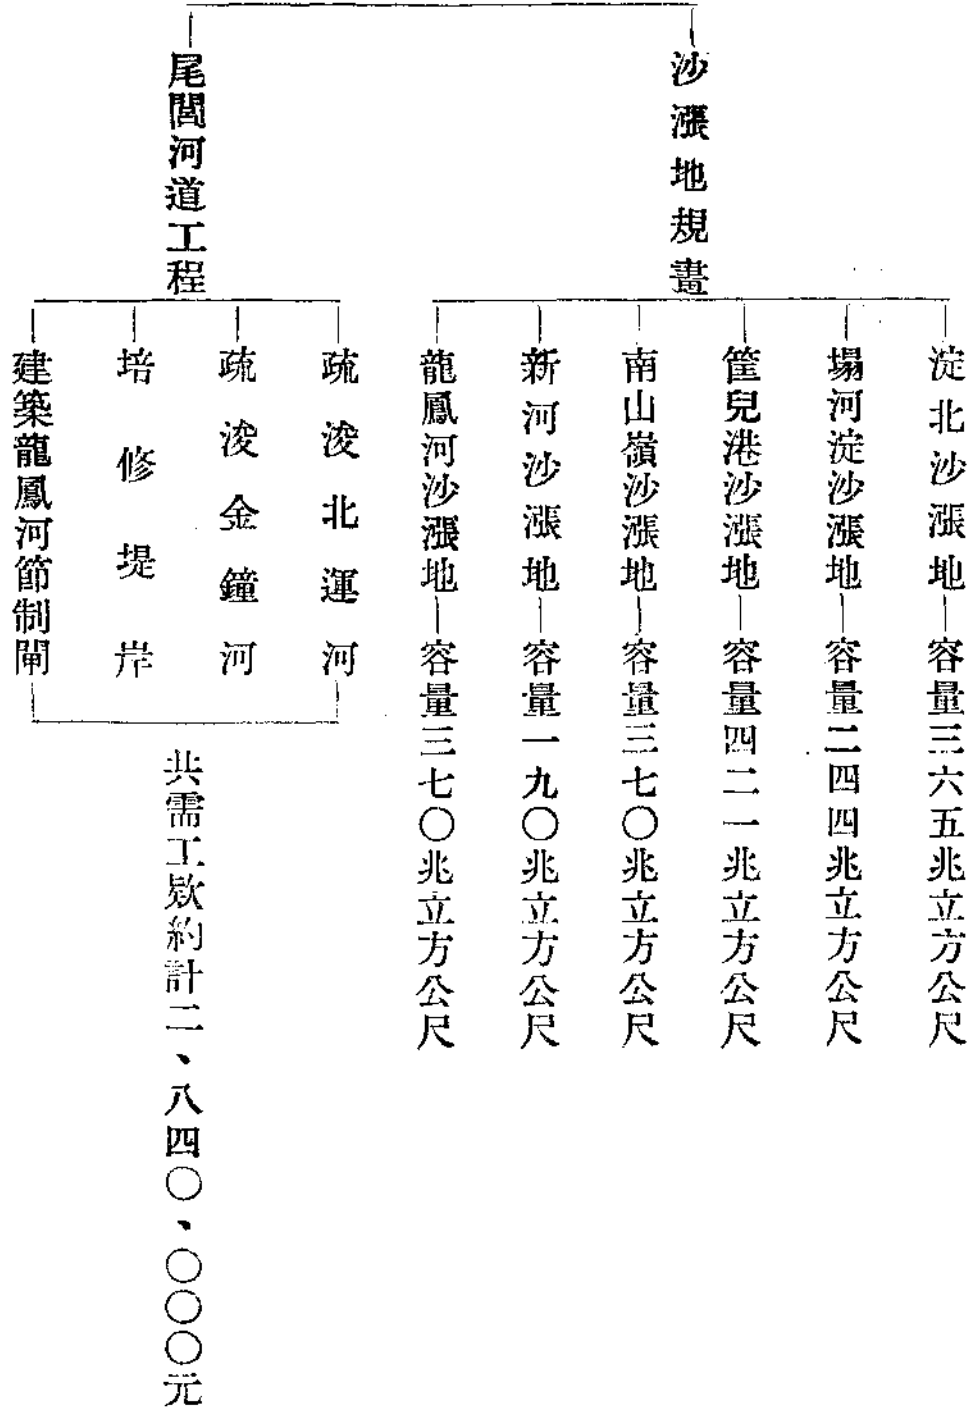 沙漲地規畫
淀北沙漲地
容量三六五兆立方公尺
塌河淀沙漲地
容量二四四兆立方公尺
筐兒港沙漲地
容量四二一兆立方公尺
南山嶺沙漲地
容量三七〇兆立方公尺
新河沙漲地
容量一九〇兆立方公尺
龍鳳河沙漲地
容量三七〇兆立方公尺
尾閭河道工程
疏浚北運河
疏浚金鐘河
培修堤岸
建築龍鳳河節制閘
共需工欵約計二、八四〇、〇〇〇元